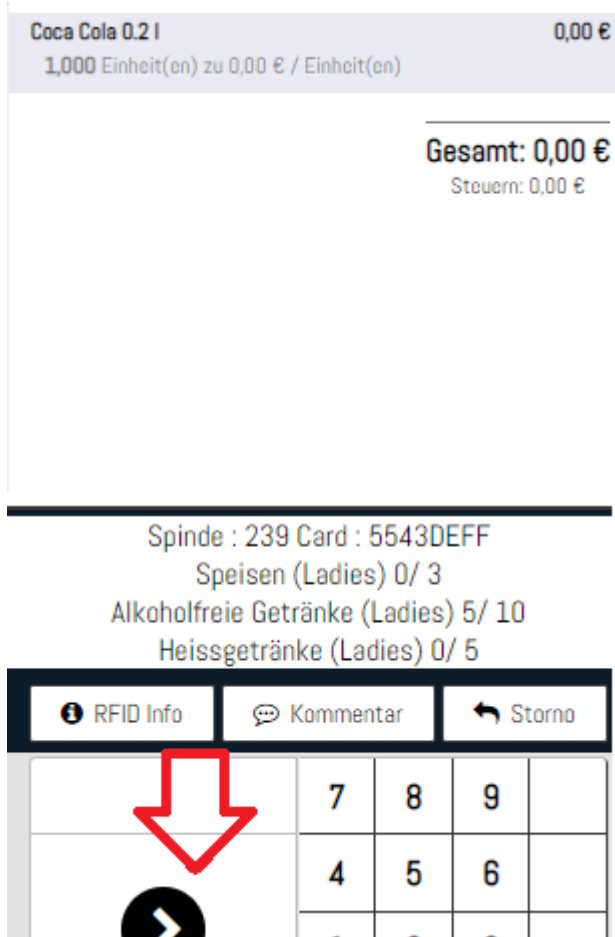 Coca Cola 0.2 l 0,00 €
1,000 Einheit(en) zu 0,00 € / Einheit(en)
Gesamt: 0,00 €
Steuern: 0,00 €
Spinde : 239 Card : 5543DEFF
Speisen (Ladies) 0/ 3
Alkoholfreie Getränke (Ladies) 5/ 10
Heissgetränke (Ladies) 0/ 5
RFID Info Kommentar Storno
7 8 9
4 5 6